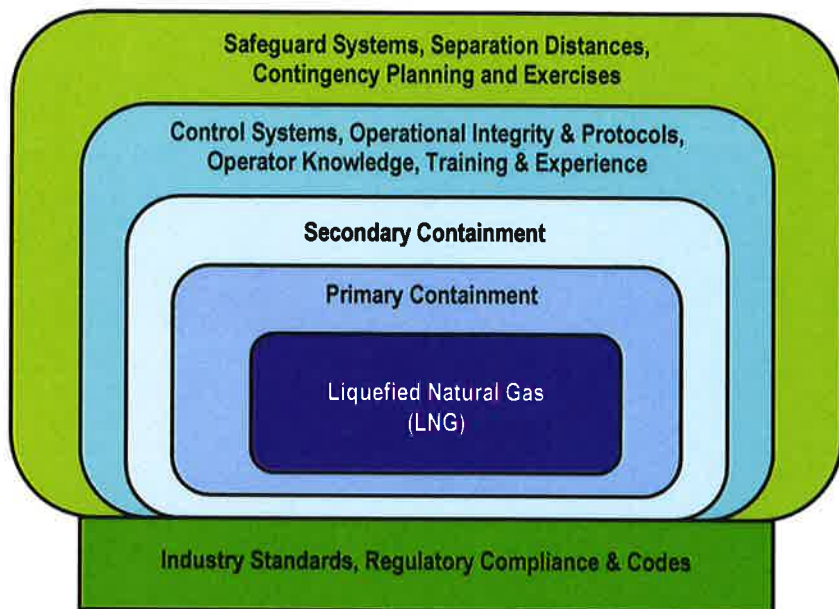 Safeguard Systems, Separation Distances,
Contingency Planning and Exercises
Control Systems, Operational Integrity & Protocols,
Operator Knowledge, Training & Experience
Secondary Containment
Primary Containment
Liquefied Natural Gas
(LNG)
Industry Standards, Regulatory Compliance & Codes